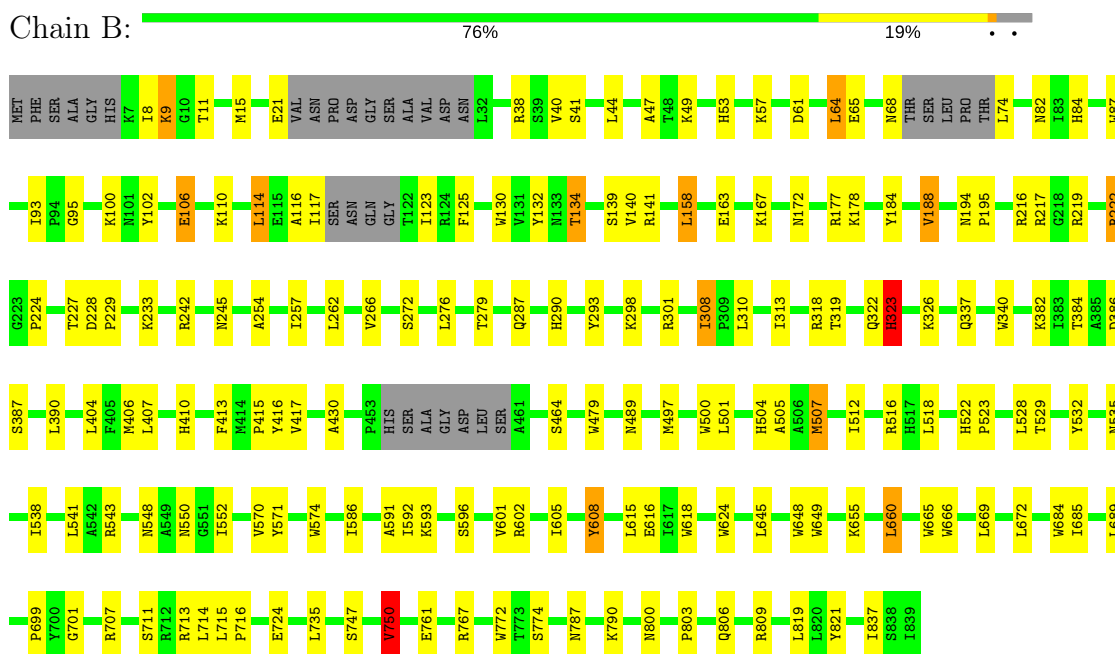 Chain B:
76% 19% • •
MET PHE SER ALA GLY HIS K7 I8 K9 G10 T11 M15 E21 VAL ASN PRO ASP GLY SER ALA VAL ASP ASN L32 R38 S39 V40 S41 L44 A47 T48 K49 H53 K57 D61 L64 E65 N68 THR SER LEU PRO THR L74 N82 I83 H84
I93 P94 G95 K100 N101 Y102 E106 K110 L114 E115 A116 I117 SER ASN GLN GLY T122 I123 R124 F125 W130 V131 Y132 N133 T134 S139 V140 R141 L158 E163 K167 N172 R177 K178 Y184 V188 N194 P195 R216 R217 G218 R219
G223 P224 T227 D228 P229 K233 R242 N245 A254 I257 L262 V266 S272 L276 T279 Q287 H290 Y293 K298 R301 I308 P309 L310 I313 R318 T319 Q322 H323 K326 Q337 W340 K382 I383 T384 A385
S387 L390 L404 F405 M406 L407 H410 F413 M414 P415 Y416 V417 A430 P453 HIS SER ALA GLY ASP LEU SER A461 S464 W479 N489 M497 W500 L501 H504 A505 A506 M507 I512 R516 H517 L518 H522 P523 L528 T529 Y532
I538 L541 A542 R543 N548 A549 N550 G551 I552 V570 Y571 W574 I586 A591 I592 K593 S596 V601 R602 I605 Y608 L615 E616 I617 W618 W624 L645 W648 W649 K655 L660 W665 W666 L669 L672 W684 I685
P699 Y700 G701 R707 S711 R712 R713 L714 L715 P716 E724 L735 S747 V750 E761 R767 W772 T773 S774 N787 K790 N800 P803 Q806 R809 L819 L820 Y821 I837 S838 I839